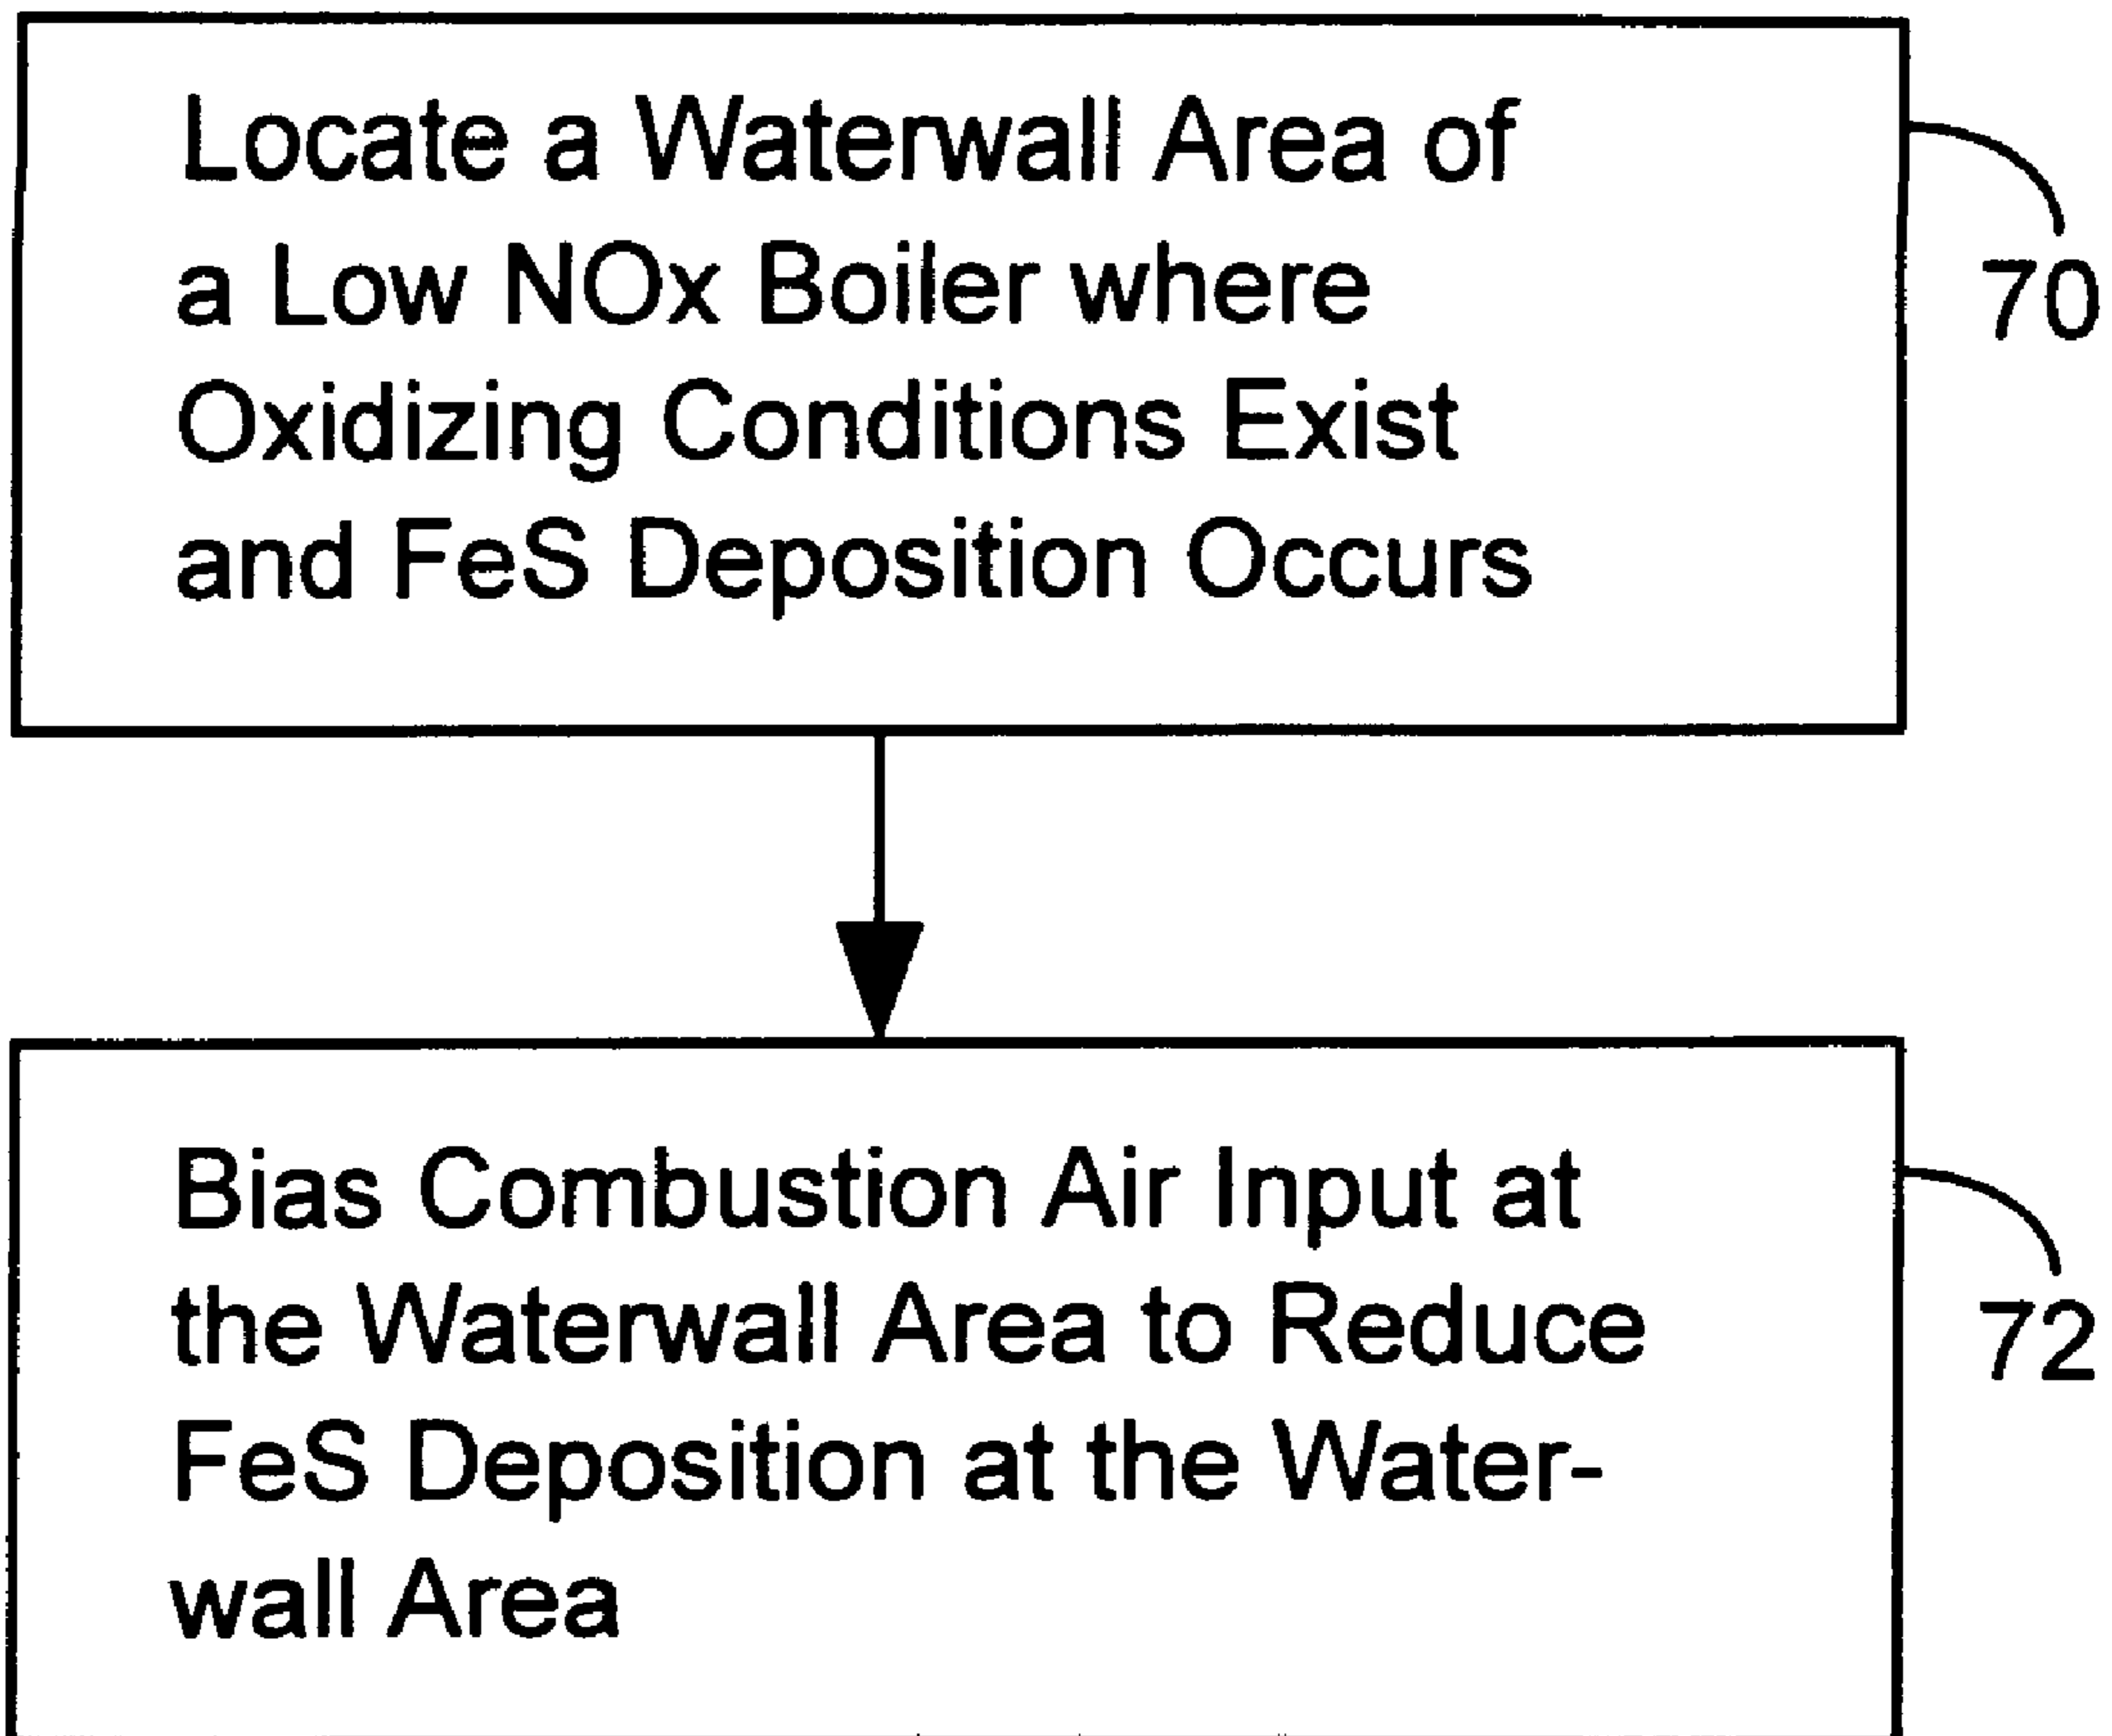 Locate a Waterwall Area of
a Low NOx Boiler where
Oxidizing Conditions Exist
and FeS Deposition Occurs
70
Bias Combustion Air Input at
the Waterwall Area to Reduce
FeS Deposition at the Water-
wall Area
72